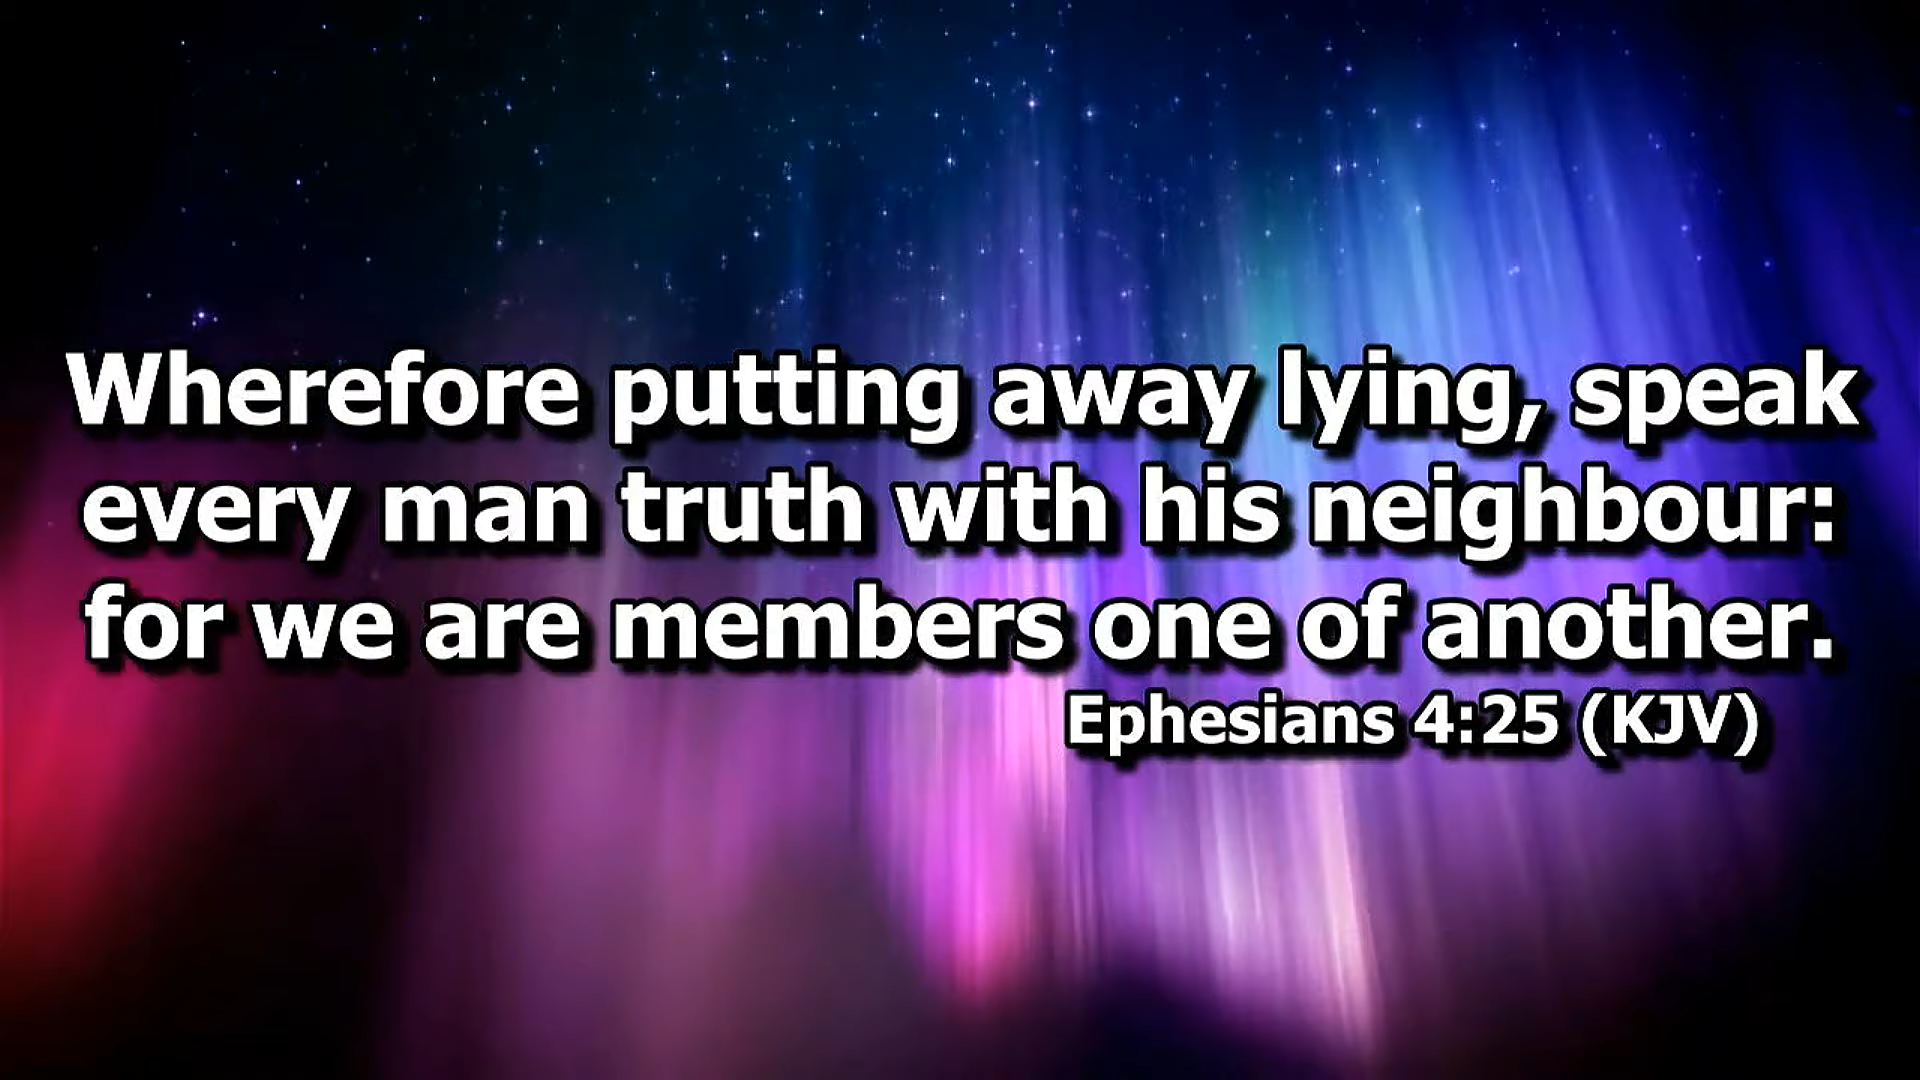 Wherefore putting away lying, speak
every man truth with his neighbour:
for we are members one of another.
Ephesians 4:25 (KJV)